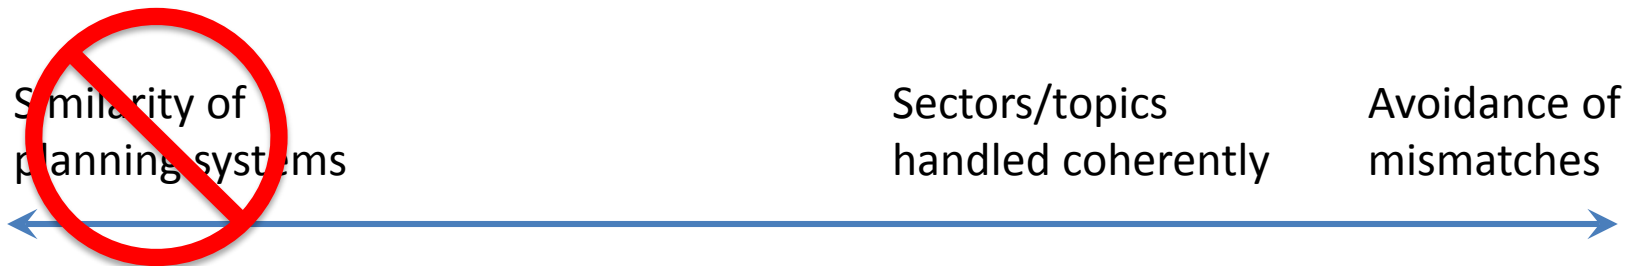 Similarity of
planning systems
Sectors/topics
handled coherently
Avoidance of
mismatches